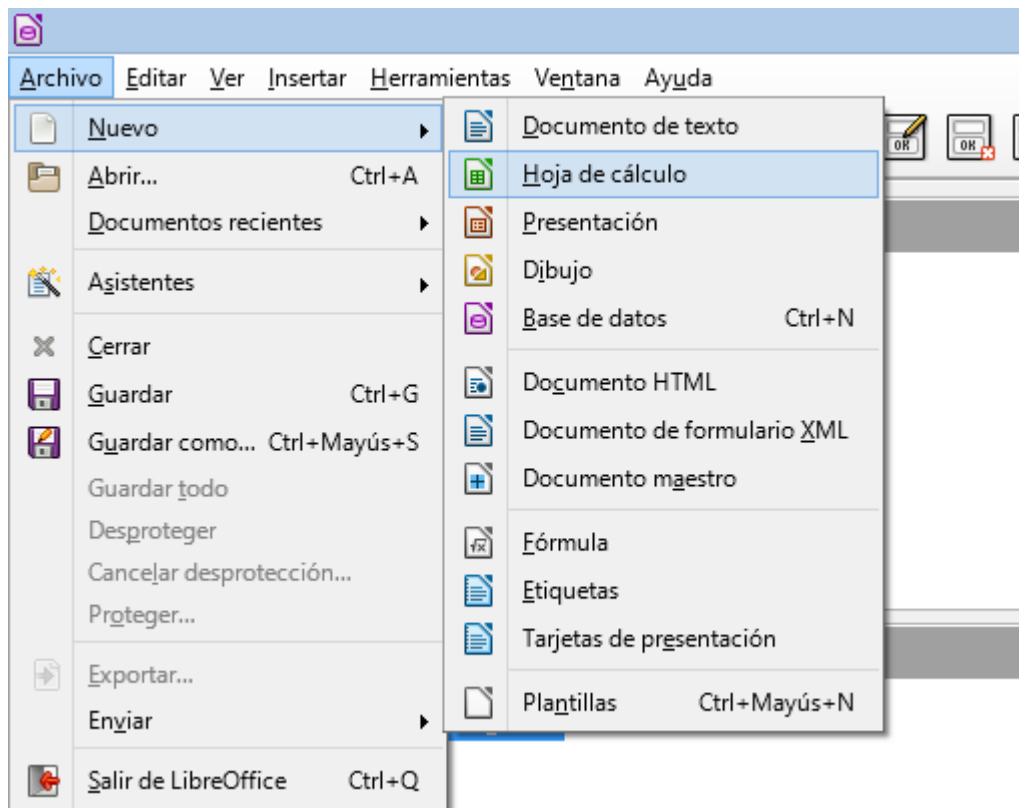 Archivo Editar Ver Insertar Herramientas Ventana Ayuda
Nuevo
Abrir... Ctrl+A
Documentos recientes
Asistentes
Cerrar
Guardar Ctrl+G
Guardar como... Ctrl+Mayús+S
Guardar todo
Desproteger
Cancelar desprotección...
Proteger...
Exportar...
Enviar
Salir de LibreOffice Ctrl+Q
Documento de texto
Hoja de cálculo
Presentación
Dibujo
Base de datos Ctrl+N
Documento HTML
Documento de formulario XML
Documento maestro
Fórmula
Etiquetas
Tarjetas de presentación
Plantillas Ctrl+Mayús+N
OK
OK